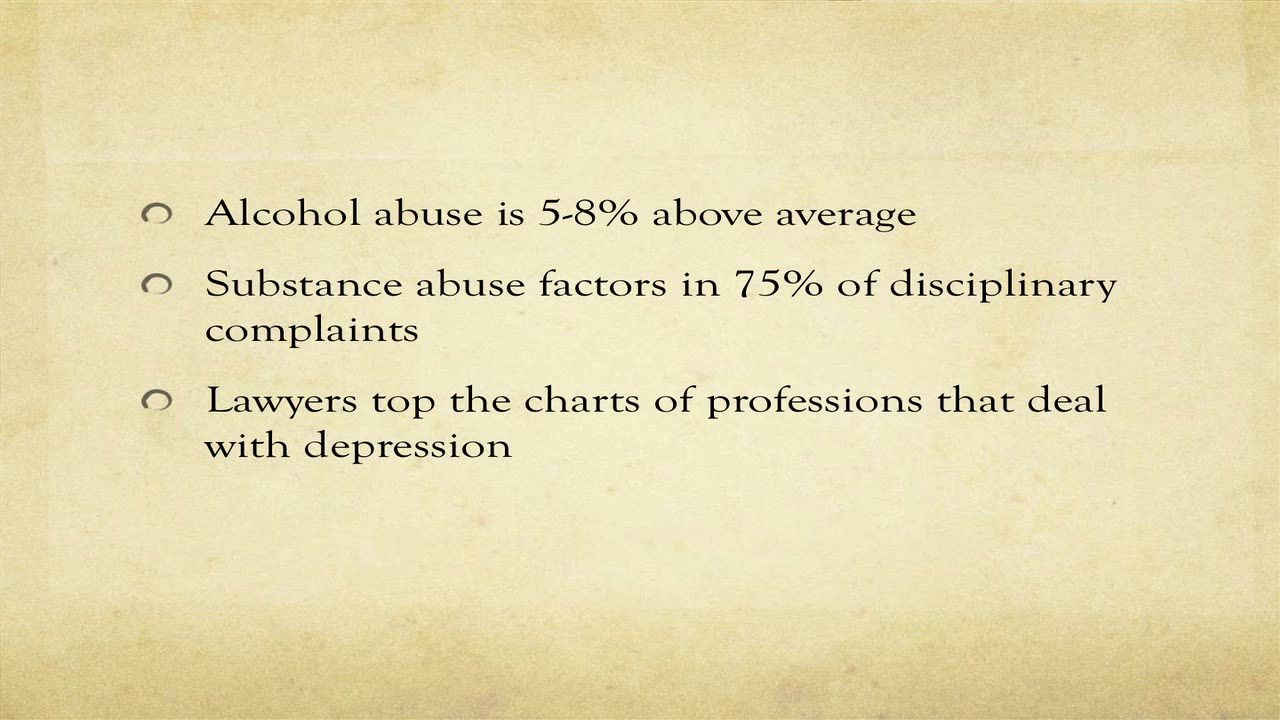 Alcohol abuse is 5-8% above average
Substance abuse factors in 75% of disciplinary
complaints
Lawyers top the charts of professions that deal
with depression